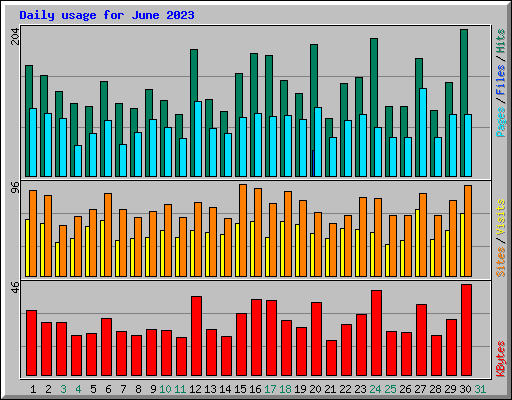 Daily usage for June 2023
204
Pages / Files / Hits
96
Sites / Visits
46
KBytes
1 2 3 4 5 6 7 8 9 10 11 12 13 14 15 16 17 18 19 20 21 22 23 24 25 26 27 28 29 30 31